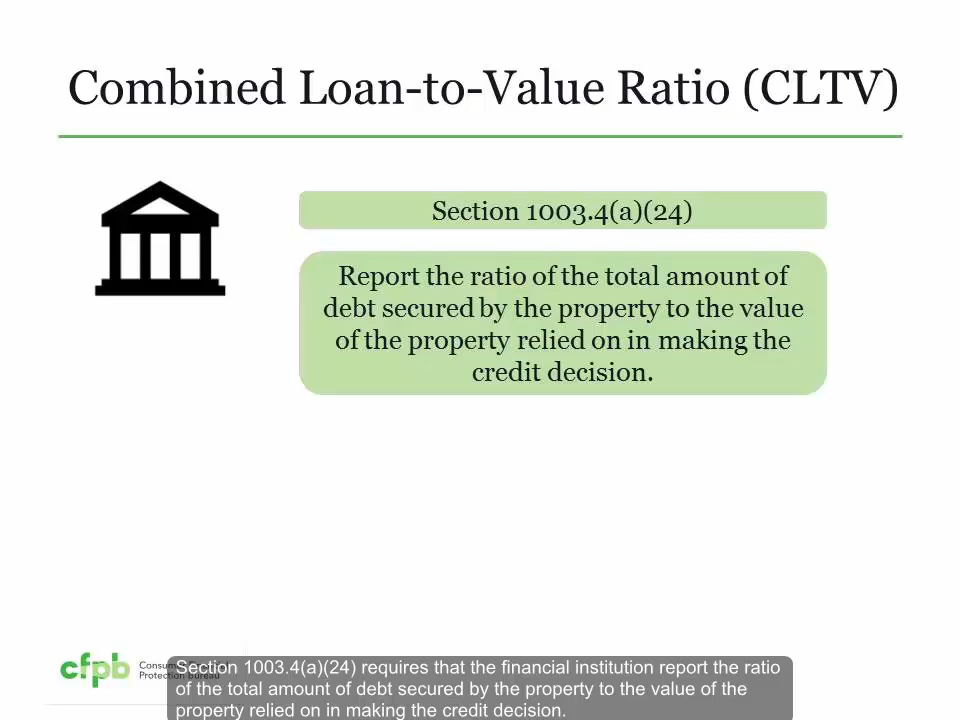 Combined Loan-to-Value Ratio (CLTV)
Section 1003.4(a)(24)
Report the ratio of the total amount of
debt secured by the property to the value
of the property relied on in making the
credit decision.
cfpb
Protection Bureau
Section 1003.4(a)(24) requires that the financial institution report the ratio
of the total amount of debt secured by the property to the value of the
property relied on in making the credit decision.